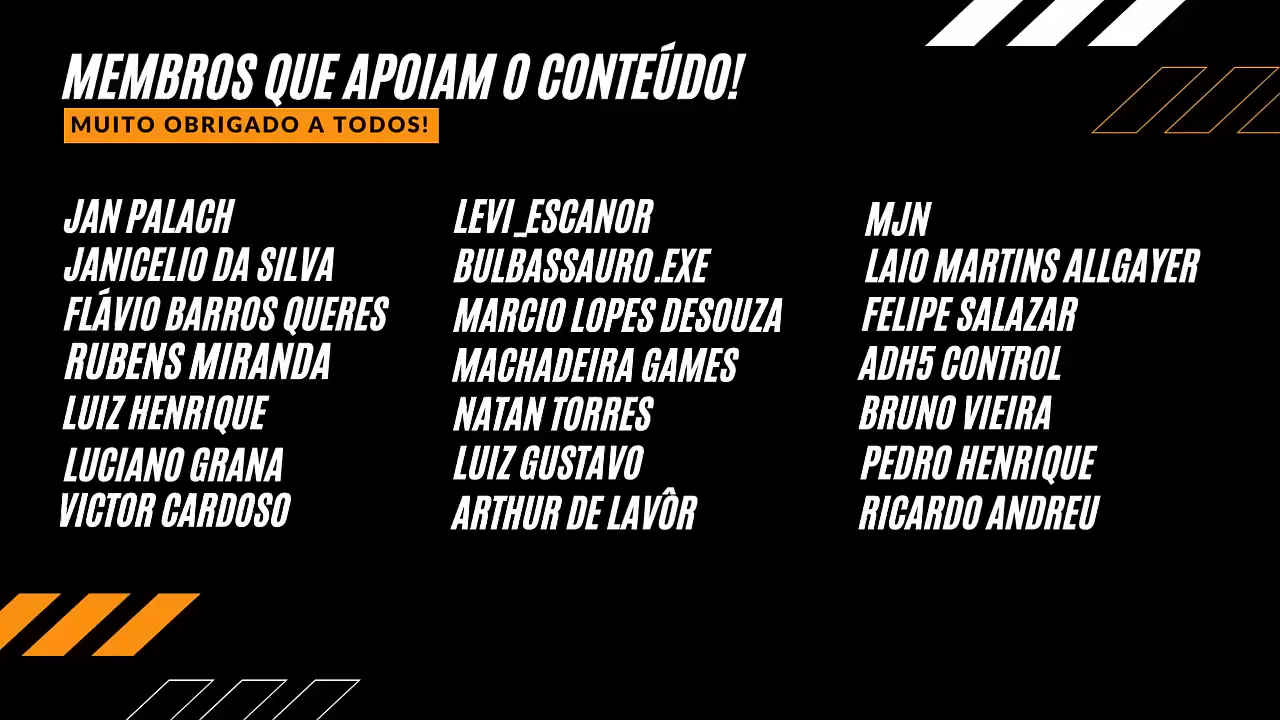 MEMBROS QUE APOIAM O CONTEÚDO!
MUITO OBRIGADO A TODOS!
JAN PALACH
JANICELIO DA SILVA
FLÁVIO BARROS QUERES
RUBENS MIRANDA
LUIZ HENRIQUE
LUCIANO GRANA
VICTOR CARDOSO
LEVI_ESCANOR
BULBASSAURO.EXE
MARCIO LOPES DESOUZA
MACHADEIRA GAMES
NATAN TORRES
LUIZ GUSTAVO
ARTHUR DE LAVÔR
MJN
LAIO MARTINS ALLGAYER
FELIPE SALAZAR
ADH5 CONTROL
BRUNO VIEIRA
PEDRO HENRIQUE
RICARDO ANDREU